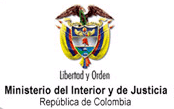 Libertad y Orden
Ministerio del Interior y de Justicia
República de Colombia